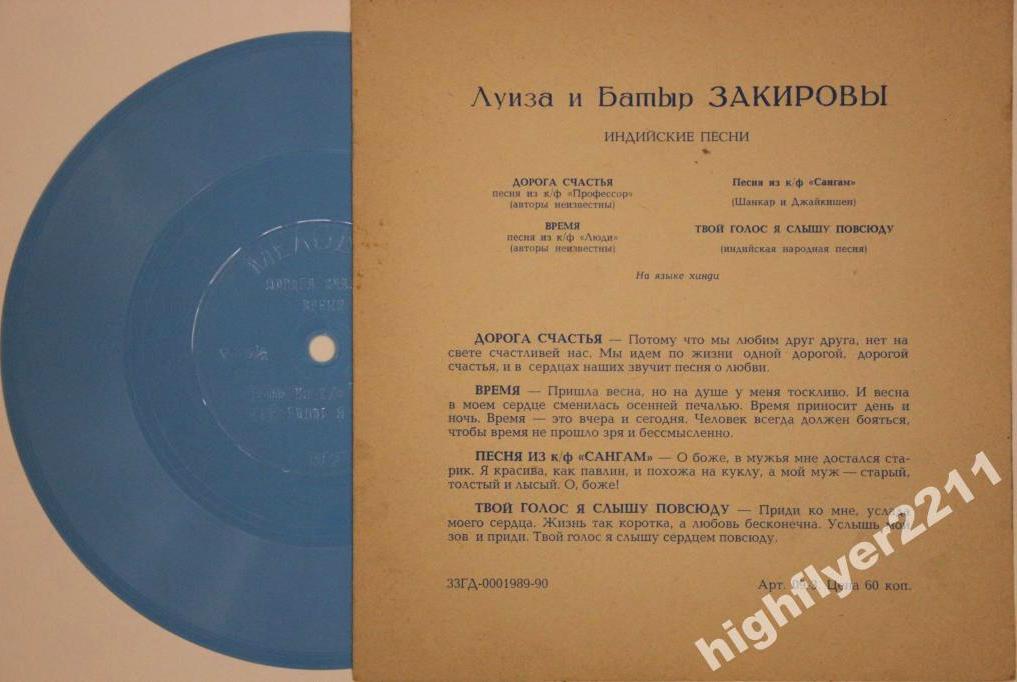 Луиза и Батыр ЗАКИРОВЫ
ИНДИЙСКИЕ ПЕСНИ
ДОРОГА СЧАСТЬЯ
песня из к/ф «Профессор»
(авторы неизвестны)
ВРЕМЯ
песня из к/ф «Люди»
(авторы неизвестны)
Песня из к/ф «Сангам»
(Шанкар и Джайкишен)
ТВОЙ ГОЛОС Я СЛЫШУ ПОВСЮДУ
(индийская народная песня)
На языке хинди
ДОРОГА СЧАСТЬЯ — Потому что мы любим друг друга, нет на
свете счастливей нас. Мы идем по жизни одной дорогой, дорогой
счастья, и в сердцах наших звучит песня о любви.
ВРЕМЯ — Пришла весна, но на душе у меня тоскливо. И весна
в моем сердце сменилась осенней печалью. Время приносит день и
ночь. Время — это вчера и сегодня. Человек всегда должен бояться,
чтобы время не прошло зря и бессмысленно.
ПЕСНЯ ИЗ к/ф «САНГАМ» — О боже, в мужья мне достался ста-
рик. Я красива, как павлин, и похожа на куклу, а мой муж — старый,
толстый и лысый. О, боже!
ТВОЙ ГОЛОС Я СЛЫШУ ПОВСЮДУ — Приди ко мне, услада
моего сердца. Жизнь так коротка, а любовь бесконечна. Услышь мой
зов и приди. Твой голос я слышу сердцем повсюду.
33ГД-0001989-90
Арт. Цена 60 коп.
highflyer2211
ВРЕМЯ